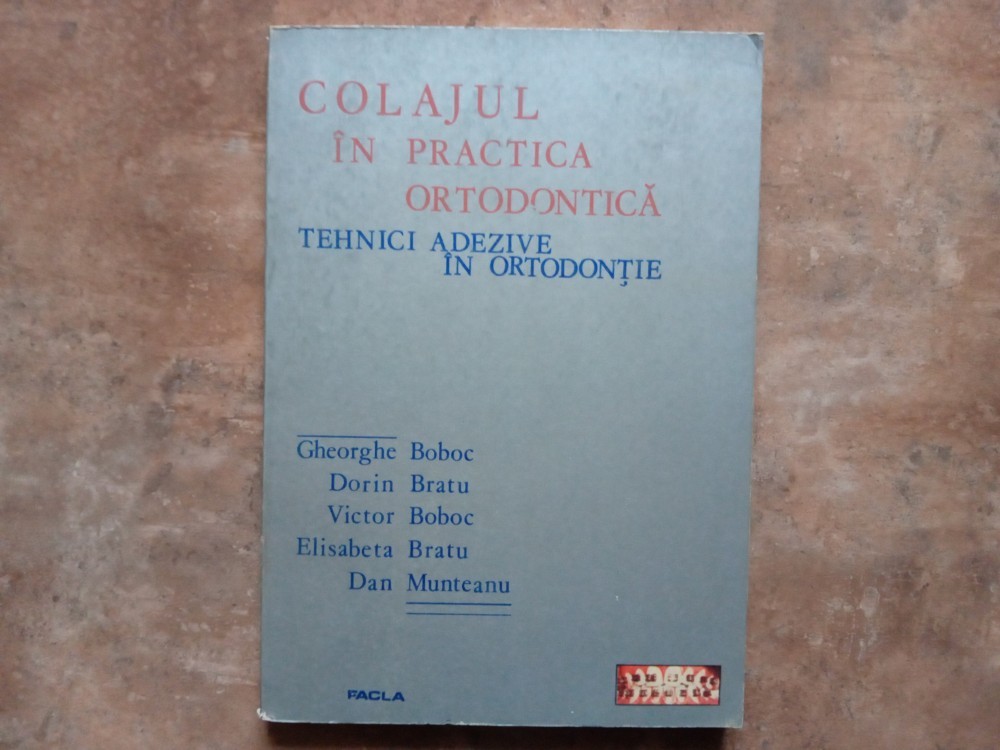 COLAJUL
ÎN PRACTICA
ORTODONTICĂ
TEHNICI ADEZIVE
ÎN ORTODONȚIE
Gheorghe Boboc
Dorin Bratu
Victor Boboc
Elisabeta Bratu
Dan Munteanu
FACLA